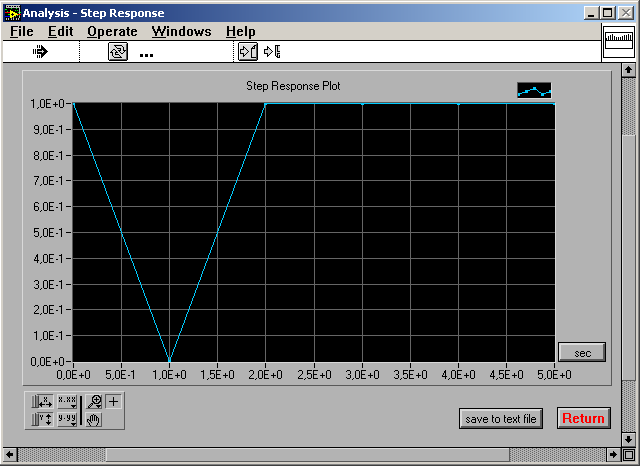 Analysis - Step Response
File Edit Operate Windows Help
...
Step Response Plot
1,0E+0
9,0E-1
8,0E-1
7,0E-1
6,0E-1
5,0E-1
4,0E-1
3,0E-1
2,0E-1
1,0E-1
0,0E+0
0,0E+0 5,0E-1 1,0E+0 1,5E+0 2,0E+0 2,5E+0 3,0E+0 3,5E+0 4,0E+0 4,5E+0 5,0E+0
sec
X x.xx
Y y.yy
save to text file
Return